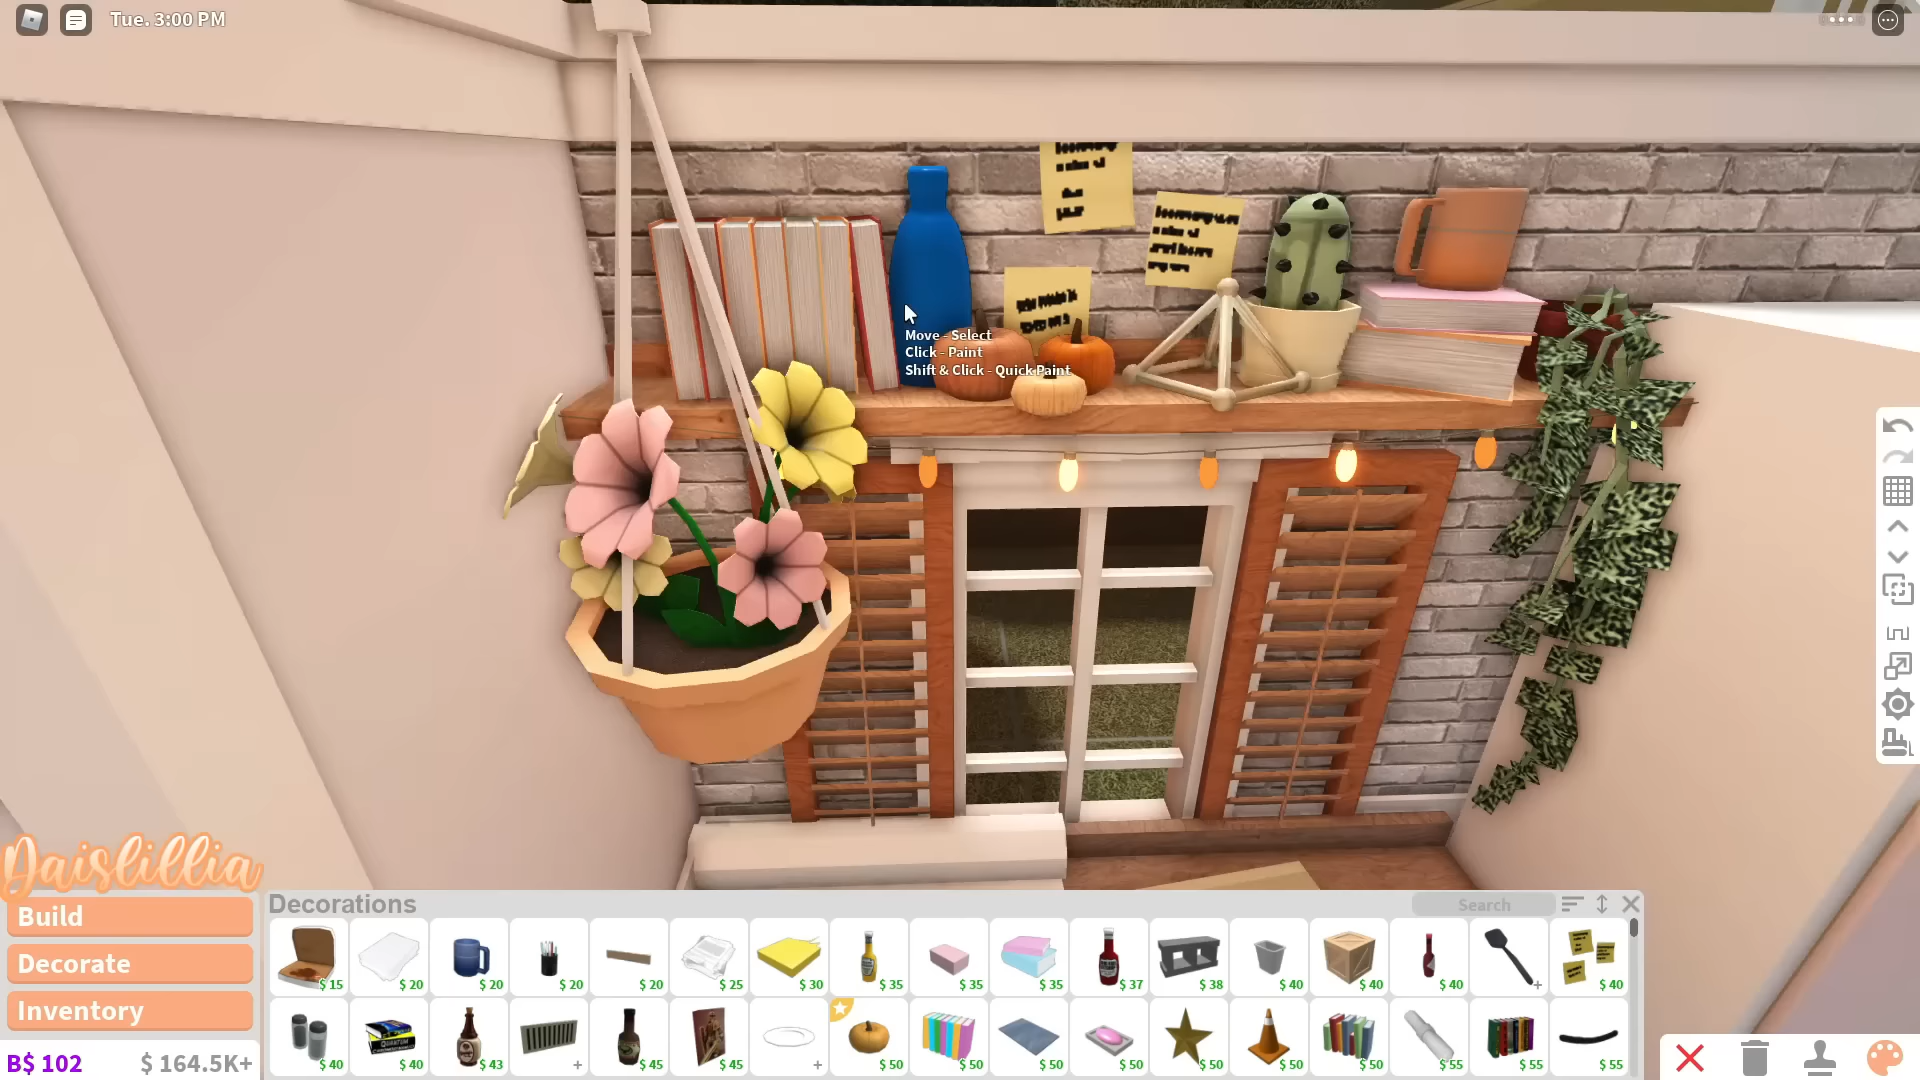 Tue. 3:00 PM
Move - Select
Click - Paint
Shift & Click - Quick Paint
Daislillia
Build
Decorate
Inventory
B$ 102
$ 164.5K+
Decorations
Search
$ 15
$ 20
$ 20
$ 20
$ 20
$ 25
$ 30
$ 35
$ 35
$ 35
$ 37
$ 38
$ 40
$ 40
$ 40
+
$ 40
$ 40
$ 40
$ 43
+
$ 45
$ 45
+
$ 50
$ 50
$ 50
$ 50
$ 50
$ 50
$ 50
$ 55
$ 55
$ 55